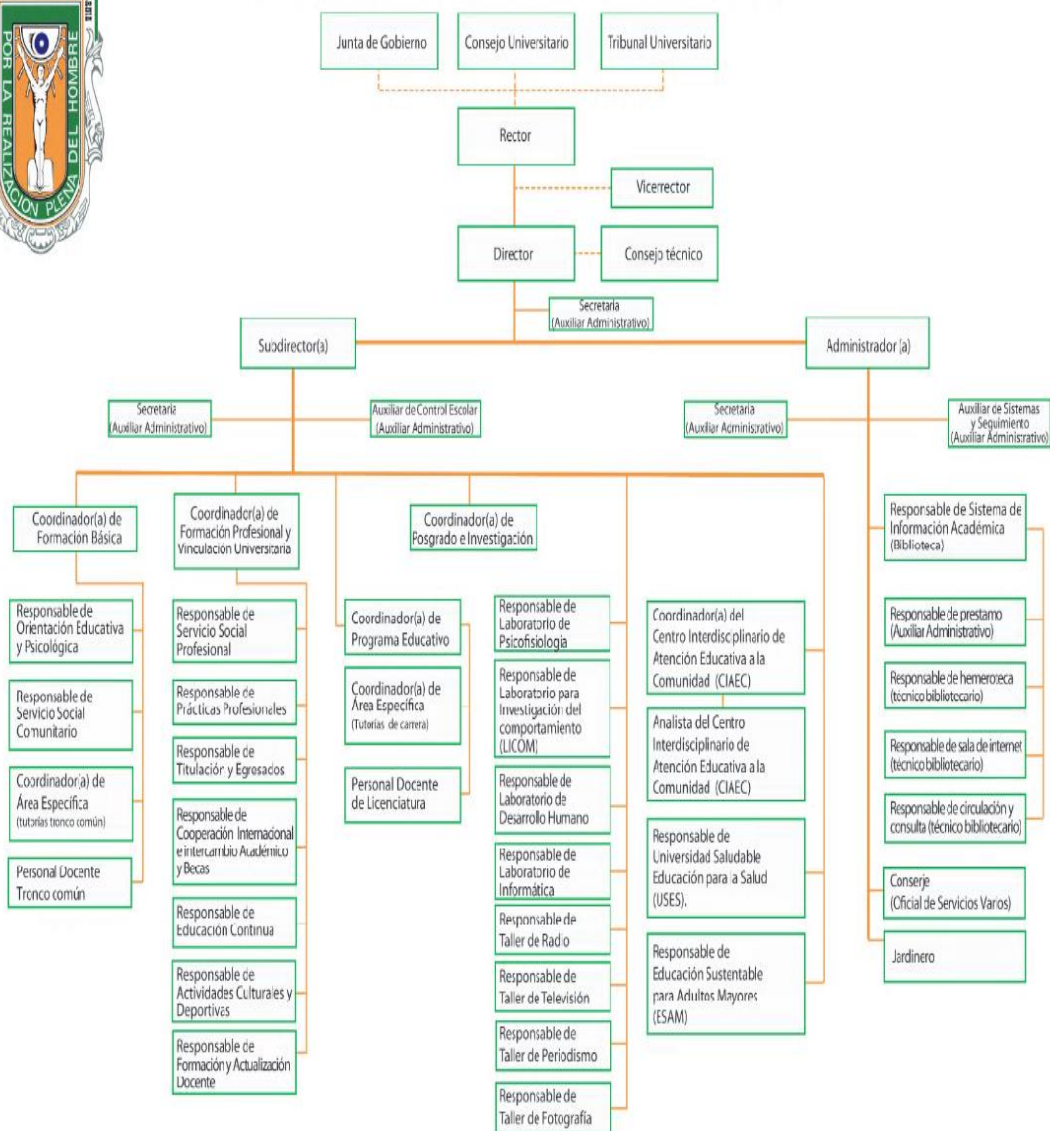 POR LA REALIZACIÓN PLENA DEL HOMBRE
Junta de Gobierno
Consejo Universitario
Tribunal Universitario
Rector
Vicerrector
Director
Consejo técnico
Secretaria
(Auxiliar Administrativo)
Subdirector(a)
Administrador (a)
Secretaria
(Auxiliar Administrativo)
Auxiliar de Control Escolar
(Auxiliar Administrativo)
Secretaria
(Auxiliar Administrativo)
Auxiliar de Sistemas
y Seguimiento
(Auxiliar Administrativo)
Coordinador(a) de
Formación Básica
Responsable de
Orientación Educativa
y Psicológica
Responsable de
Servicio Social
Comunitario
Coordinador(a) de
Área Específica
(tutorías tronco común)
Personal Docente
Tronco común
Coordinador(a) de
Formación Profesional y
Vinculación Universitaria
Responsable de
Servicio Social
Profesional
Responsable de
Prácticas Profesionales
Responsable de
Titulación y Egresados
Responsable de
Cooperación Internacional
e intercambio Académico
y Becas
Responsable de
Educación Continua
Responsable de
Actividades Culturales y
Deportivas
Responsable de
Formación y Actualización
Docente
Coordinador(a) de
Programa Educativo
Coordinador(a) de
Área Específica
(Tutorías de carrera)
Personal Docente
de Licenciatura
Coordinador(a) de
Posgrado e Investigación
Responsable de
Laboratorio de
Psicofisiología
Responsable de
Laboratorio para
Investigación del
comportamiento
(LICOM)
Responsable de
Laboratorio de
Desarrollo Humano
Responsable de
Laboratorio de
Informática
Responsable de
Taller de Radio
Responsable de
Taller de Televisión
Responsable de
Taller de Periodismo
Responsable de
Taller de Fotografía
Coordinador(a) del
Centro Interdisciplinario de
Atención Educativa a la
Comunidad (CIAEC)
Analista del Centro
Interdisciplinario de
Atención Educativa a la
Comunidad (CIAEC)
Responsable de
Universidad Saludable
Educación para la Salud
(USES).
Responsable de
Educación Sustentable
para Adultos Mayores
(ESAM)
Responsable de Sistema de
Información Académica
(Biblioteca)
Responsable de prestamo
(Auxiliar Administrativo)
Responsable de hemeroteca
(técnico bibliotecario)
Responsable de sala de internet
(técnico bibliotecario)
Responsable de circulación y
consulta (técnico bibliotecario)
Conserje
(Oficial de Servicios Varios)
Jardinero